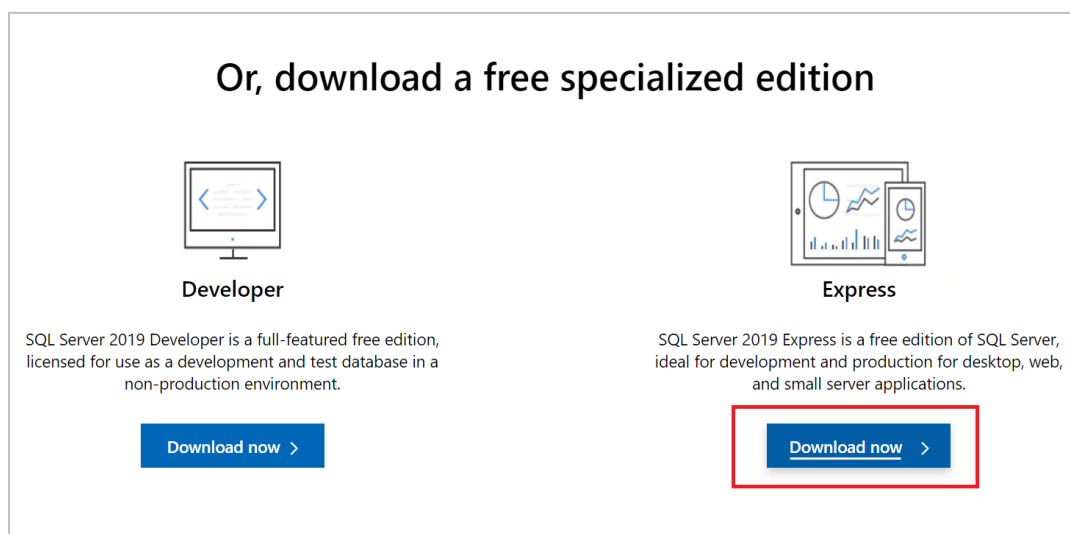 Or, download a free specialized edition
Developer
SQL Server 2019 Developer is a full-featured free edition,
licensed for use as a development and test database in a
non-production environment.
Download now
Express
SQL Server 2019 Express is a free edition of SQL Server,
ideal for development and production for desktop, web,
and small server applications.
Download now